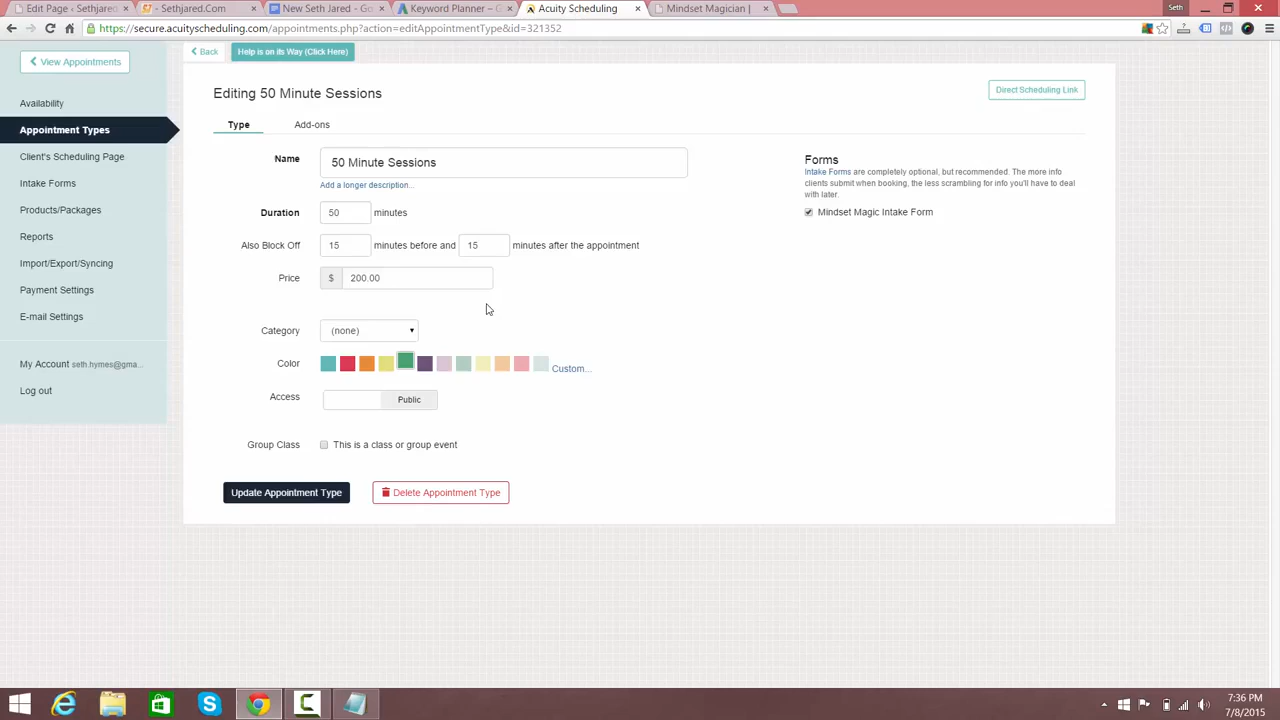 Edit Page ‹ Sethjared
Sethjared.Com
New Seth Jared - Go
Keyword Planner – G
Acuity Scheduling
Mindset Magician |
Seth
https://secure.acuityscheduling.com/appointments.php?action=editAppointmentType&id=321352
View Appointments
Back
Help is on its Way (Click Here)
Editing 50 Minute Sessions
Direct Scheduling Link
Availability
Appointment Types
Client's Scheduling Page
Intake Forms
Products/Packages
Reports
Import/Export/Syncing
Payment Settings
E-mail Settings
My Account seth.hymes@gma...
Log out
Type Add-ons
Name 50 Minute Sessions
Add a longer description...
Duration 50 minutes
Also Block Off 15 minutes before and 15 minutes after the appointment
Price $ 200.00
Category (none)
Color Custom...
Access Public
Group Class This is a class or group event
Update Appointment Type Delete Appointment Type
Forms
Intake Forms are completely optional, but recommended. The more info
clients submit when booking, the less scrambling for info you'll have to deal
with later.
Mindset Magic Intake Form
7:36 PM
7/8/2015